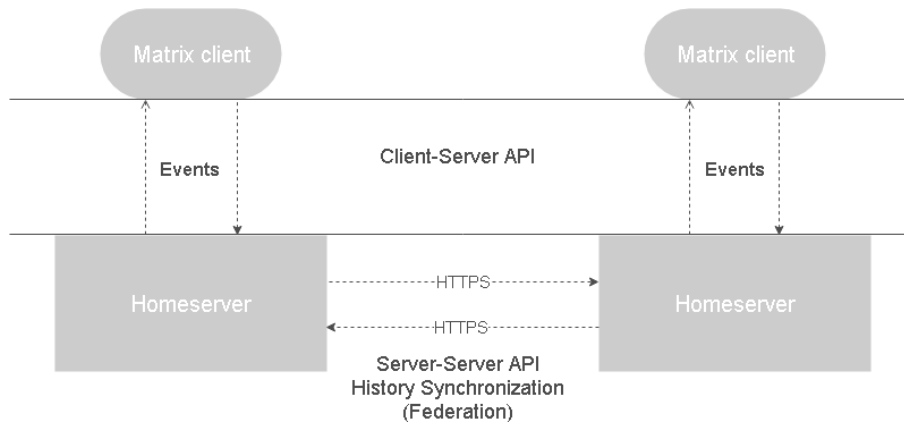 Matrix client
Matrix client
Client-Server API
Events
Events
Homeserver
Homeserver
HTTPS
HTTPS
Server-Server API
History Synchronization
(Federation)